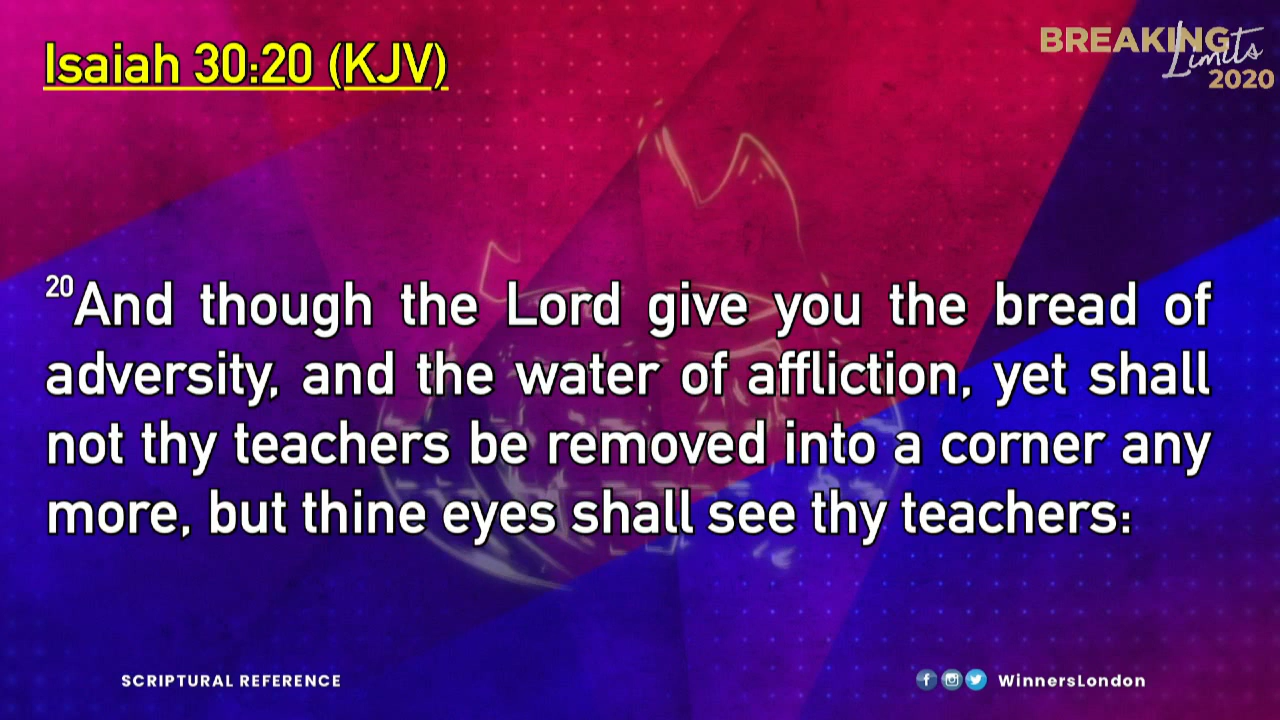 Isaiah 30:20 (KJV)
BREAKING
Limits
2020
20And though the Lord give you the bread of
adversity, and the water of affliction, yet shall
not thy teachers be removed into a corner any
more, but thine eyes shall see thy teachers:
SCRIPTURAL REFERENCE
WinnersLondon